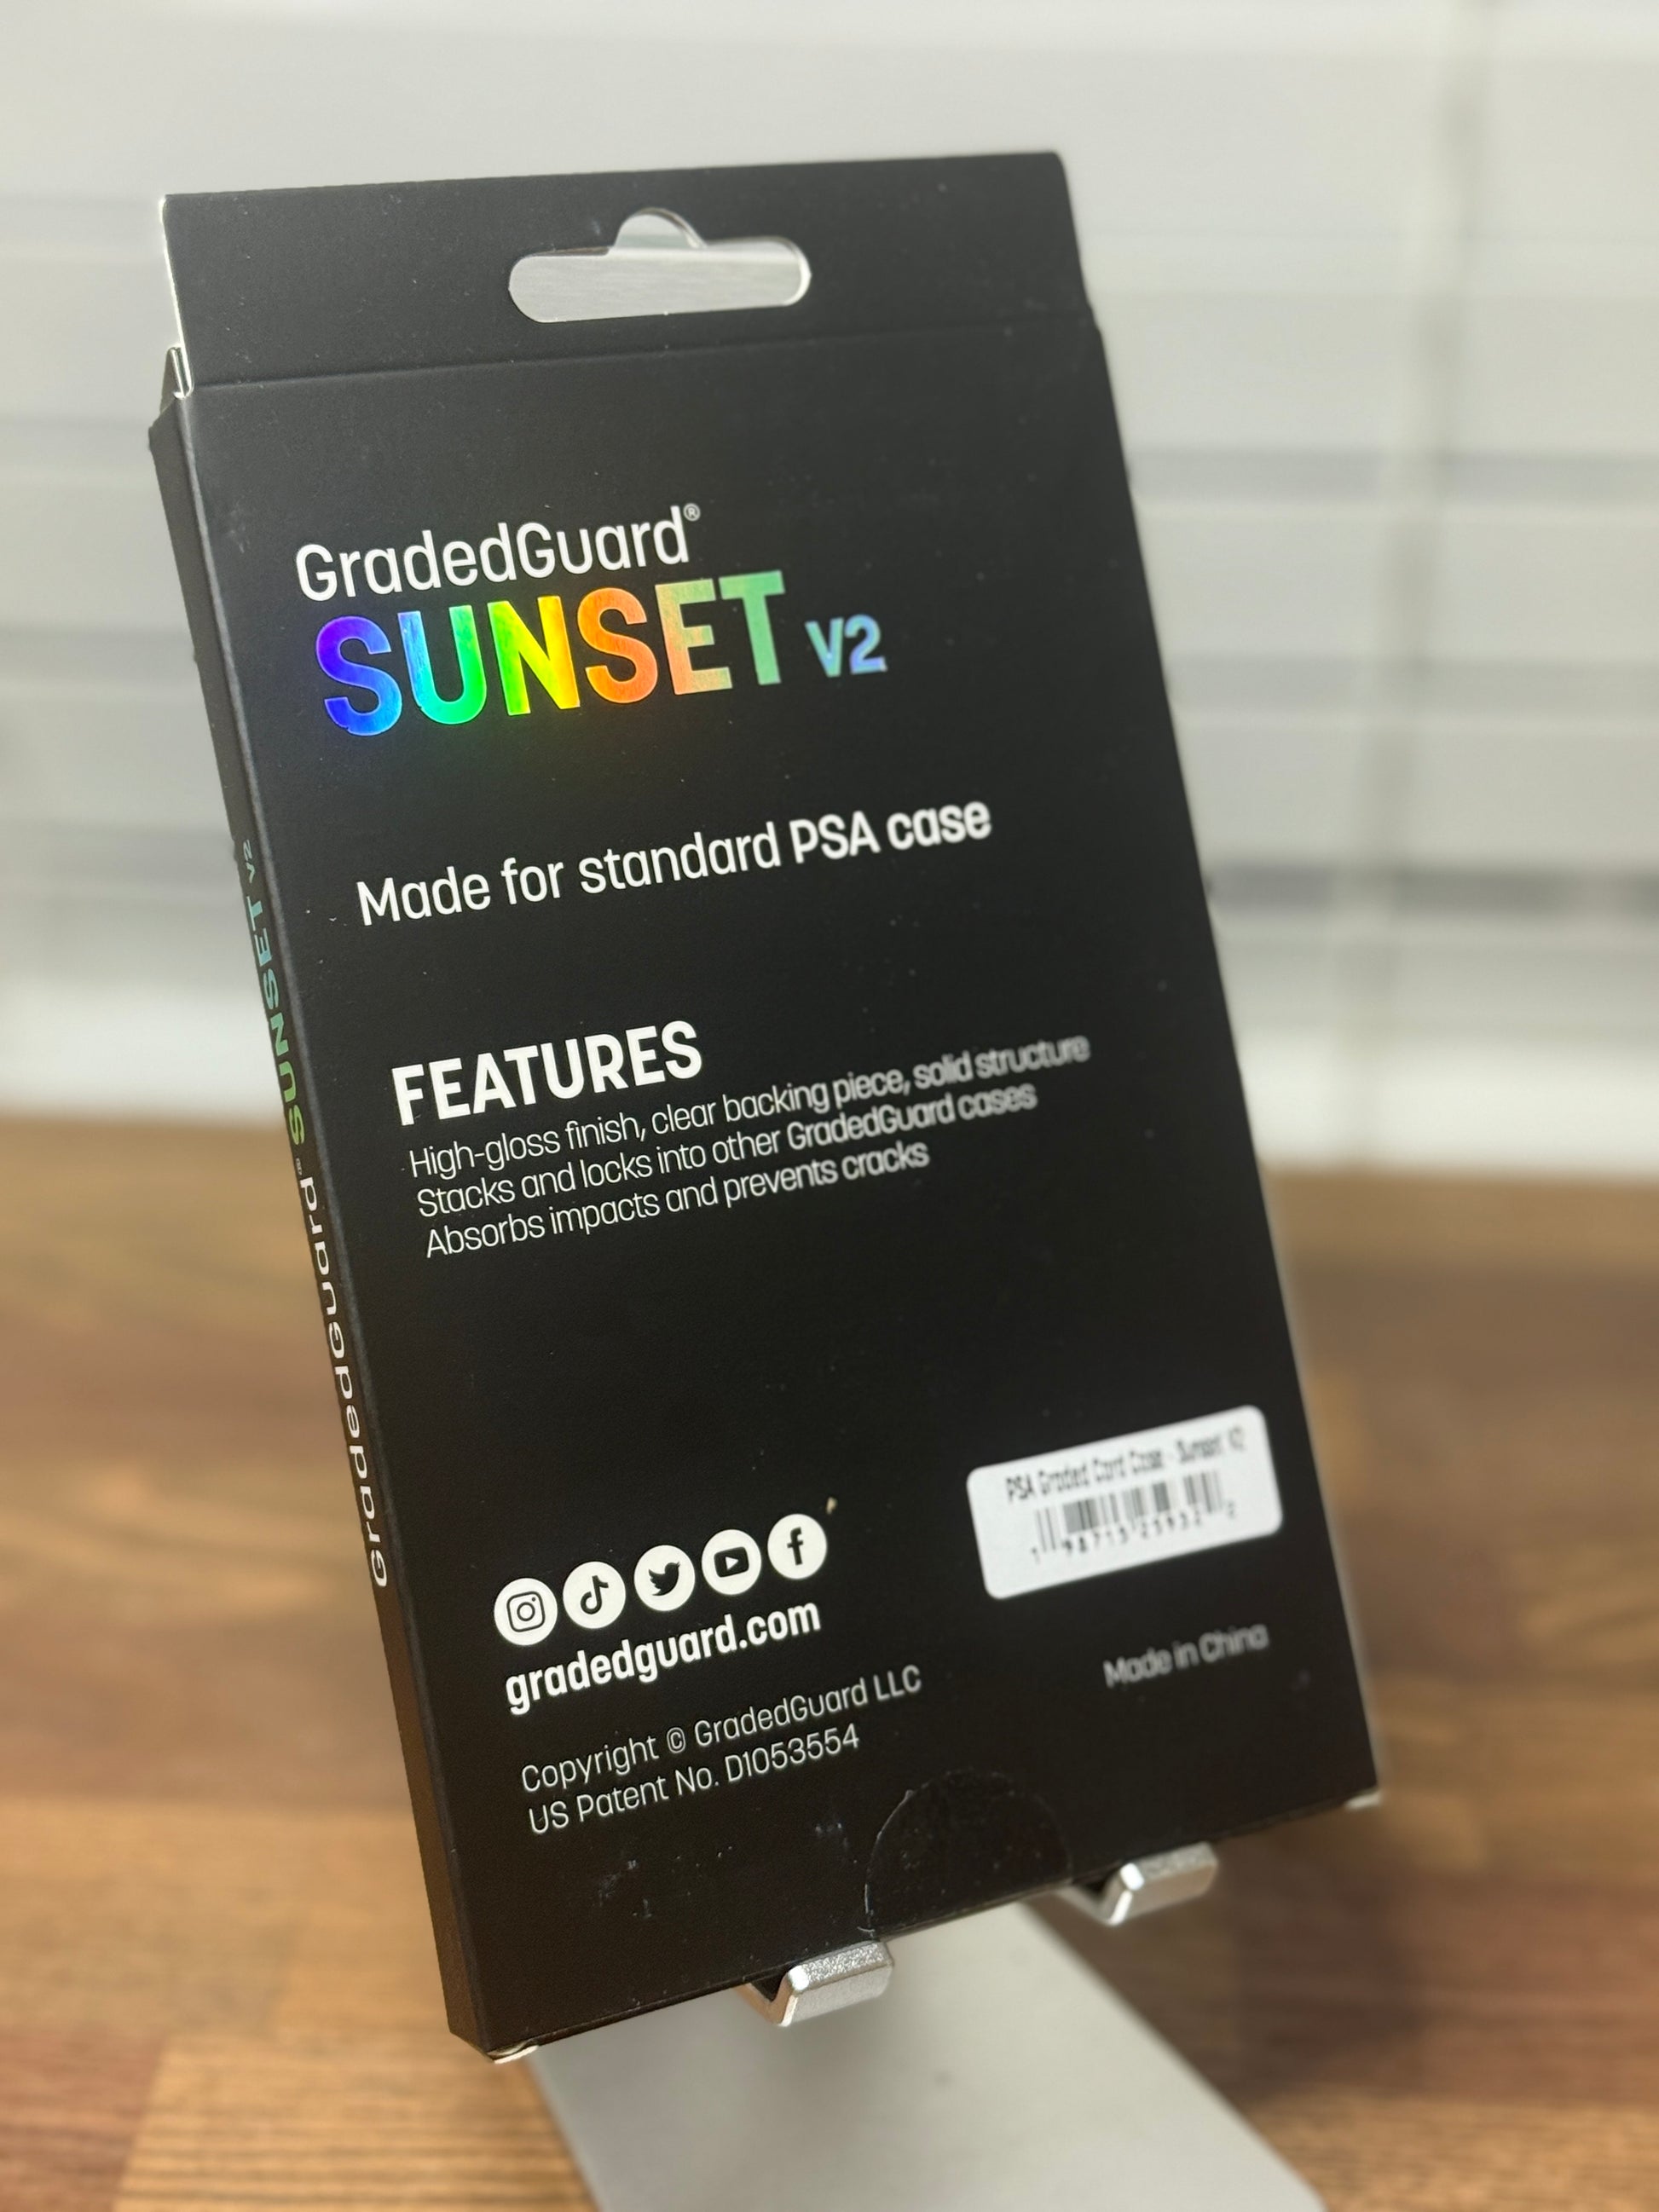 GradedGuard®
SUNSET V2
Made for standard PSA case
FEATURES
High-gloss finish, clear backing piece, solid structure
Stacks and locks into other GradedGuard cases
Absorbs impacts and prevents cracks
PSA Graded Card Case - Sunset V2
gradedguard.com
Copyright © GradedGuard LLC
US Patent No. D1053554
Made in China
GradedGuard® SUNSET V2